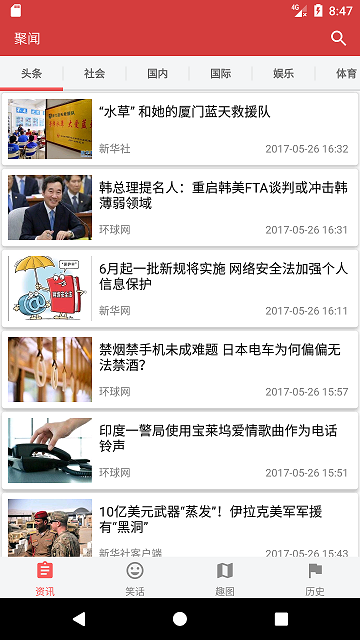 4G 8:47
聚闻
头条 社会 国内 国际 娱乐 体育
“水草” 和她的厦门蓝天救援队
新华社 2017-05-26 16:32
韩总理提名人：重启韩美FTA谈判或冲击韩
薄弱领域
环球网 2017-05-26 16:31
6月起一批新规将实施 网络安全法加强个人
信息保护
新华网 2017-05-26 16:11
禁烟禁手机未成难题 日本电车为何偏偏无
法禁酒？
环球网 2017-05-26 15:57
印度一警局使用宝莱坞爱情歌曲作为电话
铃声
环球网 2017-05-26 15:51
10亿美元武器“蒸发”！伊拉克美军军援
有“黑洞”
新华社客户端 2017-05-26 15:43
资讯 笑话 趣图 历史